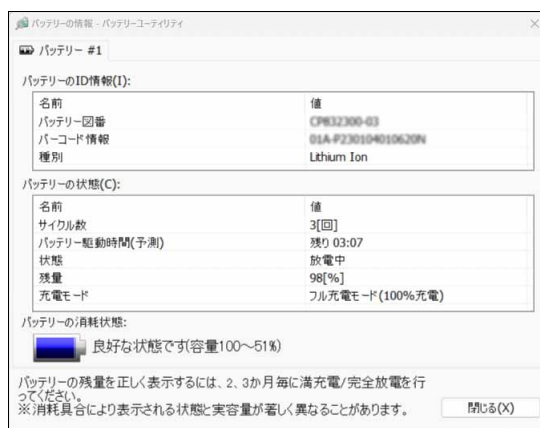 バッテリーの情報 - バッテリーユーティリティ
バッテリー #1
バッテリーのID情報(I):
名前 値
バッテリー図番
バーコード情報
種別 Lithium Ion
バッテリーの状態(C):
名前 値
サイクル数 3[回]
バッテリー駆動時間(予測) 残り 03:07
状態 放電中
残量 98[%]
充電モード フル充電モード(100%充電)
バッテリーの消耗状態:
良好な状態です(容量100～51%)
バッテリーの残量を正しく表示するには、2、3か月毎に満充電/完全放電を行
ってください。
※消耗具合により表示される状態と実容量が著しく異なることがあります。
閉じる(X)